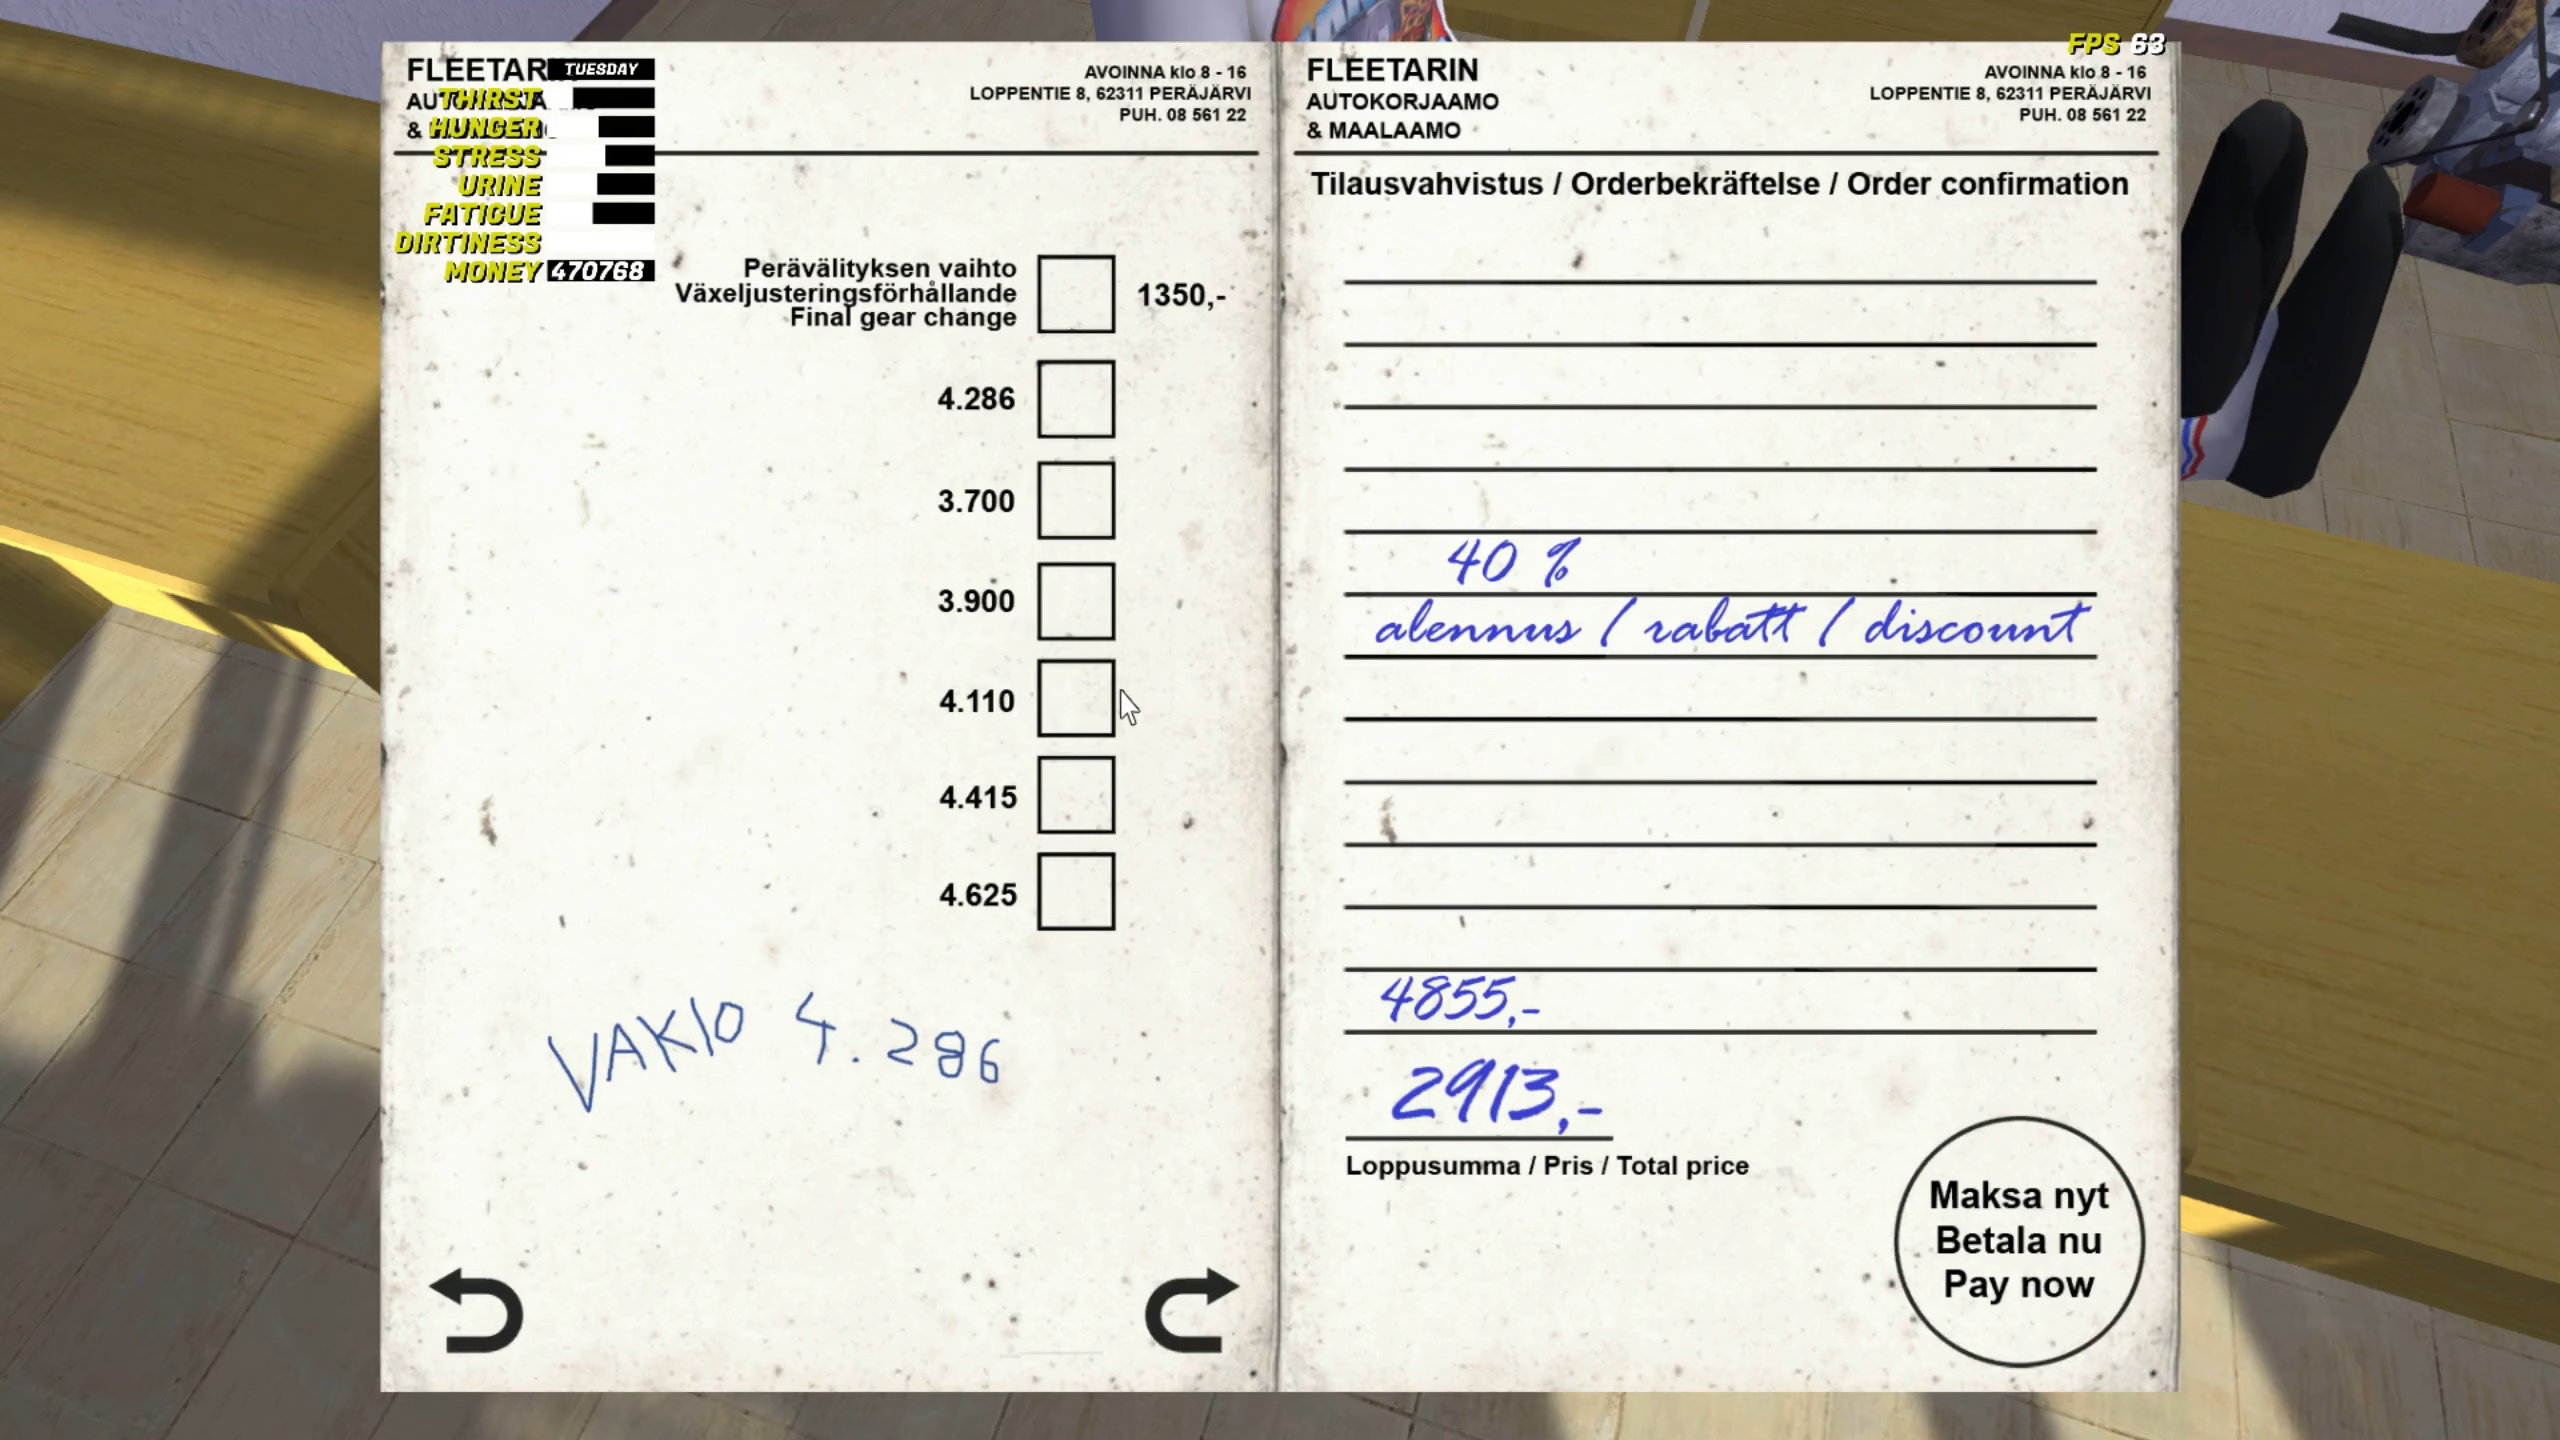 FPS 63
FLEETAR
TUESDAY
THIRST
HUNGER
STRESS
URINE
FATIGUE
DIRTINESS
MONEY 470768
AVOINNA klo 8 - 16
LOPPENTIE 8, 62311 PERÄJÄRVI
PUH. 08 561 22
Perävälityksen vaihto
Växeljusteringsförhållande
Final gear change
1350,-
4.286
3.700
3.900
4.110
4.415
4.625
VAKIO 4.286
FLEETARIN
AUTOKORJAAMO
& MAALAAMO
AVOINNA klo 8 - 16
LOPPENTIE 8, 62311 PERÄJÄRVI
PUH. 08 561 22
Tilausvahvistus / Orderbekräftelse / Order confirmation
40 %
alennus / rabatt / discount
4855,-
2913,-
Loppusumma / Pris / Total price
Maksa nyt
Betala nu
Pay now